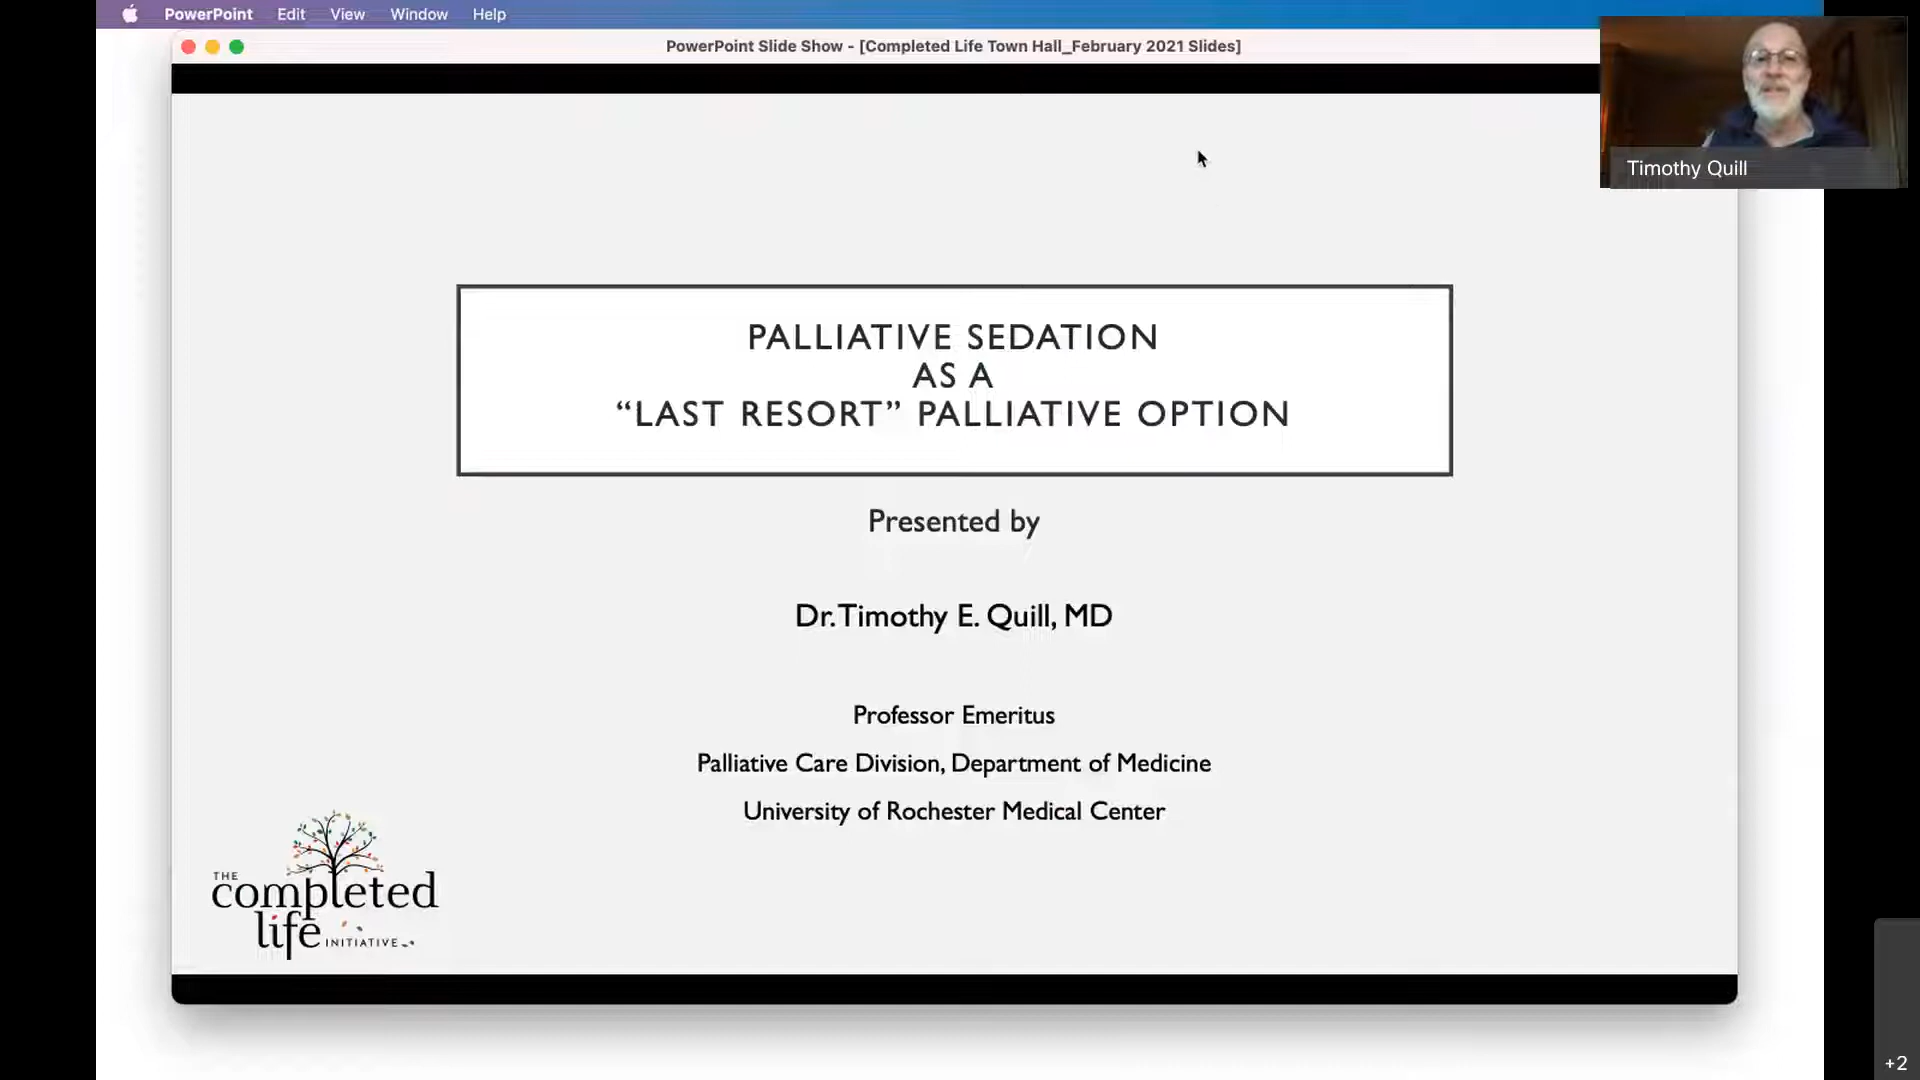 PowerPoint Edit View Window Help
PowerPoint Slide Show - [Completed Life Town Hall_February 2021 Slides]
Timothy Quill
PALLIATIVE SEDATION
AS A
“LAST RESORT” PALLIATIVE OPTION
Presented by
Dr. Timothy E. Quill, MD
Professor Emeritus
Palliative Care Division, Department of Medicine
University of Rochester Medical Center
THE
completed
life INITIATIVE
+2